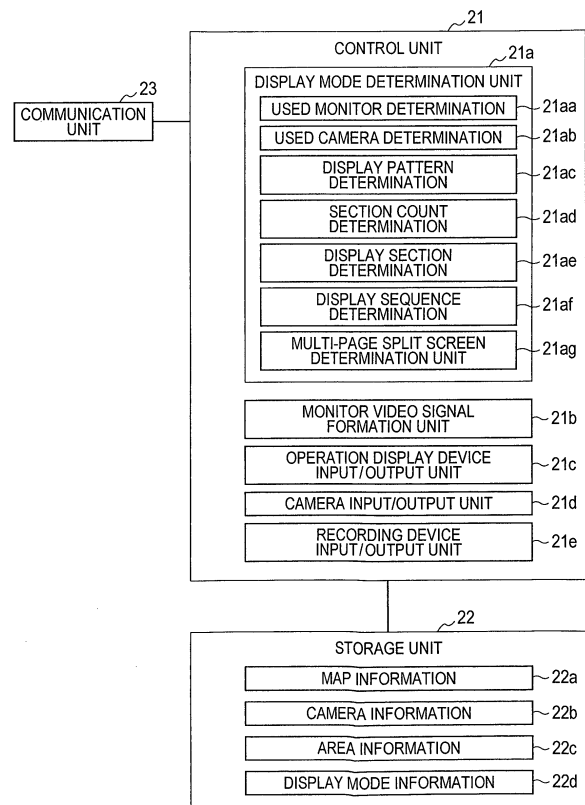 21
CONTROL UNIT
21a
DISPLAY MODE DETERMINATION UNIT
23
COMMUNICATION
UNIT
USED MONITOR DETERMINATION
21aa
USED CAMERA DETERMINATION
21ab
DISPLAY PATTERN
DETERMINATION
21ac
SECTION COUNT
DETERMINATION
21ad
DISPLAY SECTION
DETERMINATION
21ae
DISPLAY SEQUENCE
DETERMINATION
21af
MULTI-PAGE SPLIT SCREEN
DETERMINATION UNIT
21ag
MONITOR VIDEO SIGNAL
FORMATION UNIT
21b
OPERATION DISPLAY DEVICE
INPUT/OUTPUT UNIT
21c
CAMERA INPUT/OUTPUT UNIT
21d
RECORDING DEVICE
INPUT/OUTPUT UNIT
21e
22
STORAGE UNIT
MAP INFORMATION
22a
CAMERA INFORMATION
22b
AREA INFORMATION
22c
DISPLAY MODE INFORMATION
22d